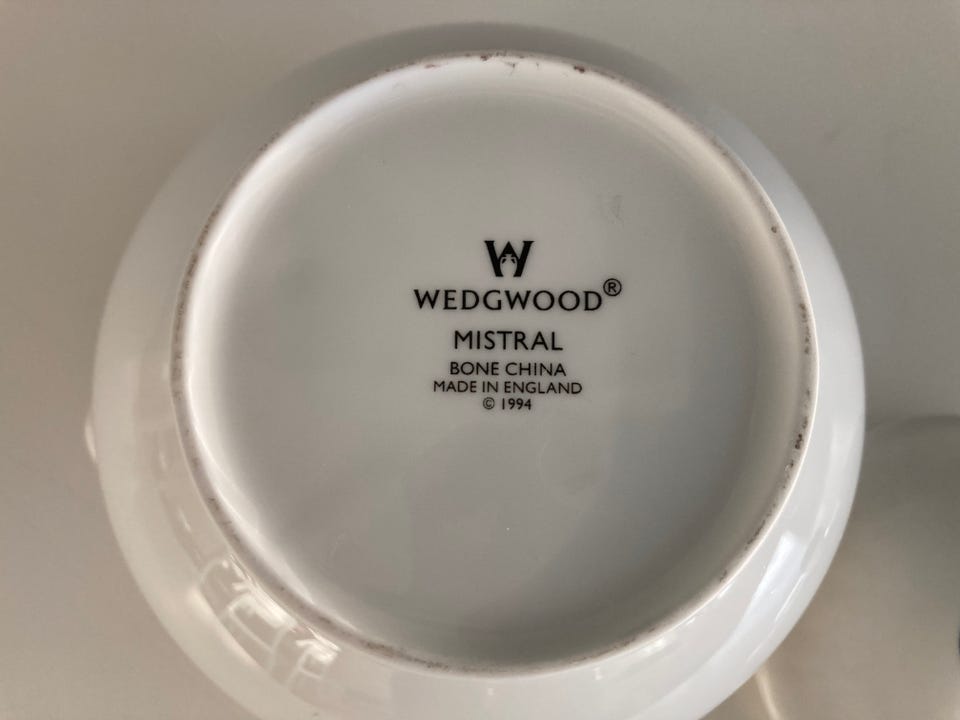 W
WEDGWOOD®
MISTRAL
BONE CHINA
MADE IN ENGLAND
© 1994